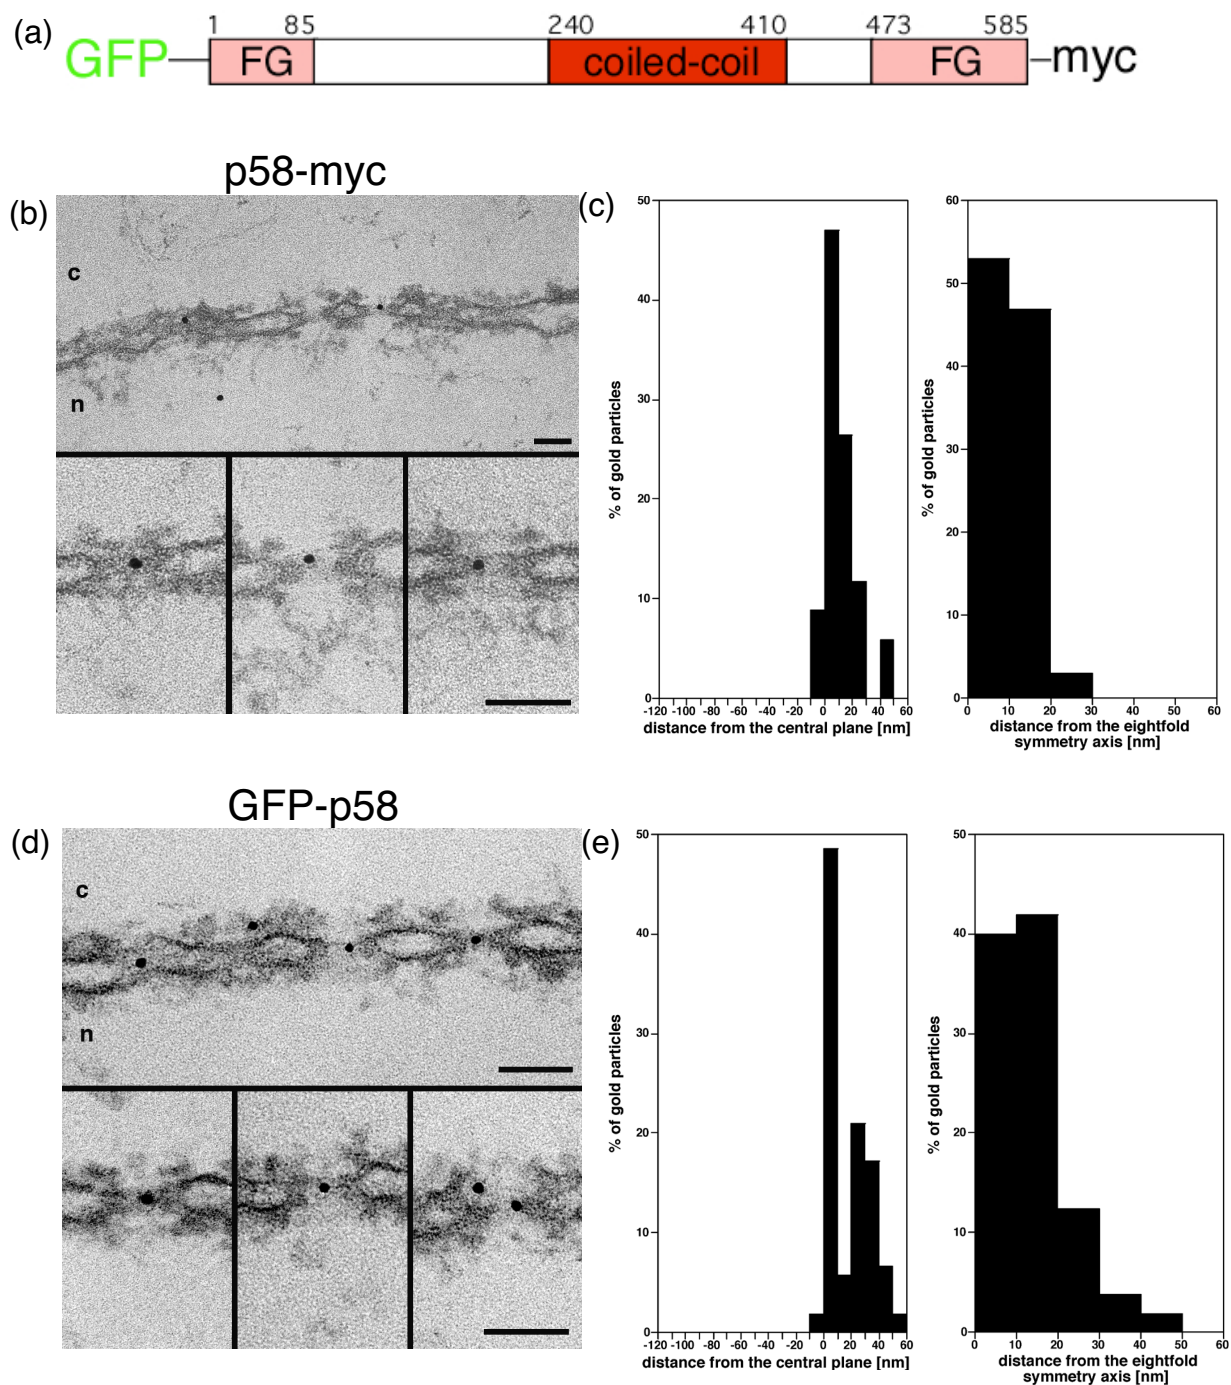 (a)
1 85 240 410 473 585
GFP FG coiled-coil FG myc
p58-myc
(b)
c
n
(c)
50
40
30
20
10
0
% of gold particles
-120 -100 -80 -60 -40 -20 0 20 40 60
distance from the central plane [nm]
60
50
40
30
20
10
0
% of gold particles
0 10 20 30 40 50 60
distance from the eightfold
symmetry axis [nm]
GFP-p58
(d)
c
n
(e)
50
40
30
20
10
0
% of gold particles
-120 -100 -80 -60 -40 -20 0 20 40 60
distance from the central plane [nm]
50
40
30
20
10
0
% of gold particles
0 10 20 30 40 50 60
distance from the eightfold
symmetry axis [nm]